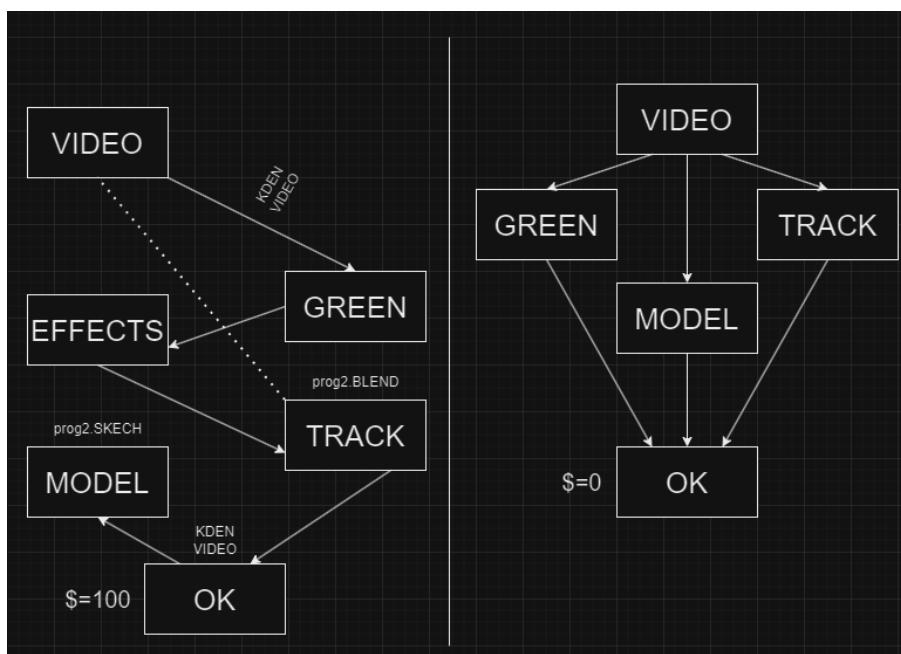 VIDEO
KDEN
VIDEO
GREEN
EFFECTS
prog2.BLEND
TRACK
prog2.SKECH
MODEL
KDEN
VIDEO
$=100
OK
VIDEO
GREEN
TRACK
MODEL
$=0
OK